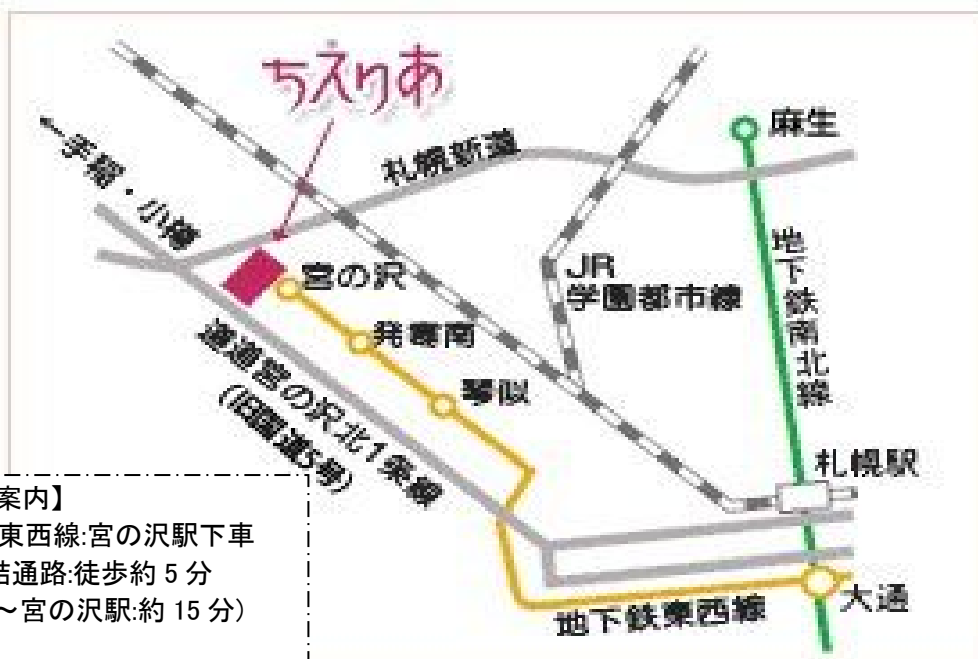 ちえりあ
←手稲・小樽
札幌新道
麻生
宮の沢
発寒南
琴似
JR
学園都市線
地下鉄南北線
道道宮の沢北1条線
(旧国道5号)
札幌駅
大通
地下鉄東西線
案内】
東西線:宮の沢駅下車
結通路:徒歩約 5 分
～宮の沢駅:約 15 分)